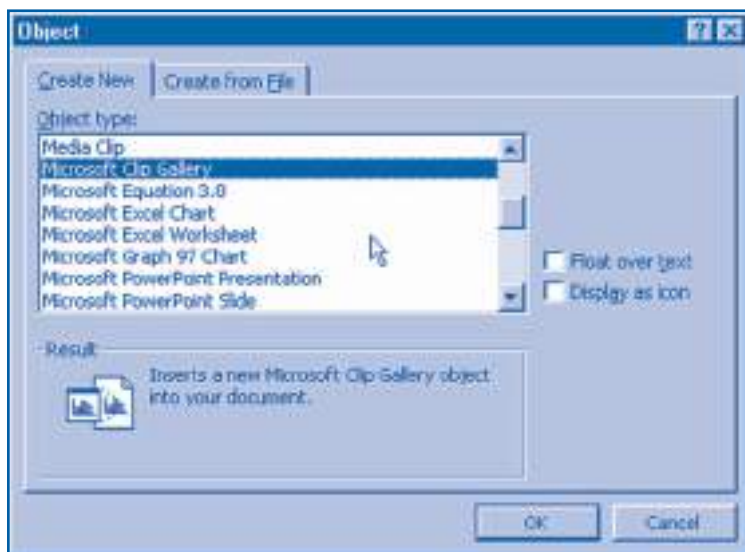 Object
Create New
Create from File
Object type:
Media Clip
Microsoft Clip Gallery
Microsoft Equation 3.0
Microsoft Excel Chart
Microsoft Excel Worksheet
Microsoft Graph 97 Chart
Microsoft PowerPoint Presentation
Microsoft PowerPoint Slide
Float over text
Display as icon
Result
Inserts a new Microsoft Clip Gallery object
into your document.
OK
Cancel